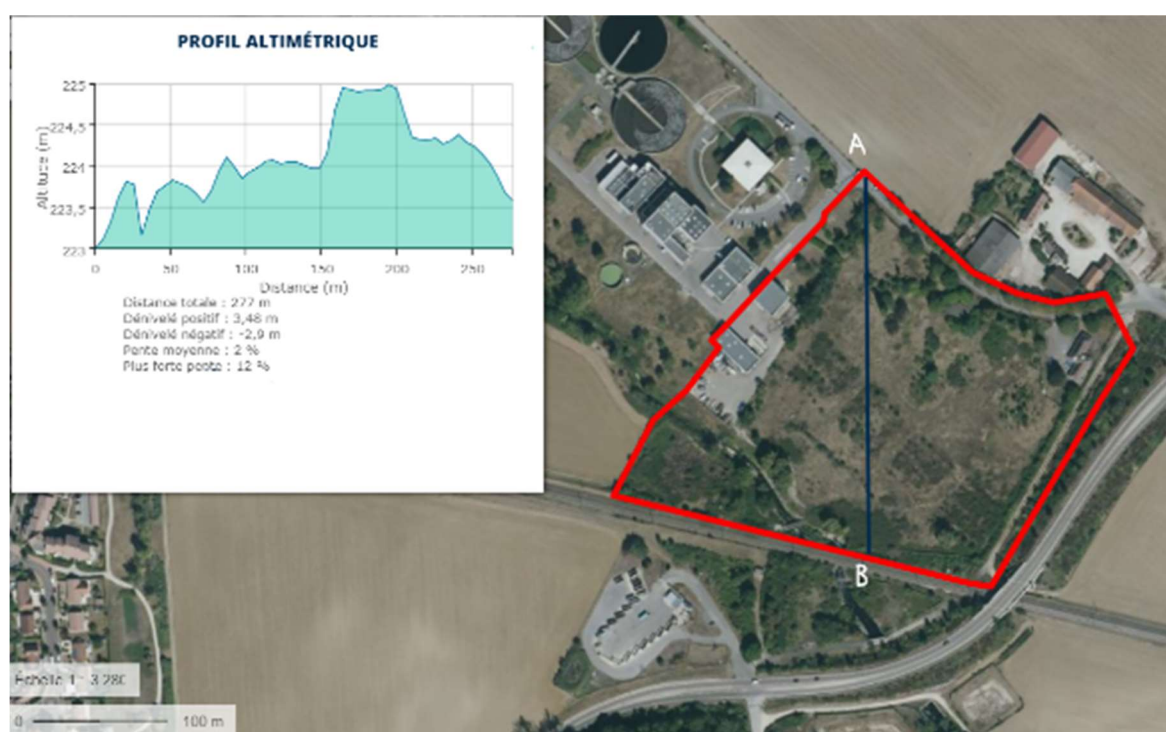 PROFIL ALTIMÉTRIQUE
225
224,5
224
223,5
223
Altitude (m)
0 50 100 150 200 250
Distance (m)
Distance totale : 277 m
Dénivelé positif : 3,48 m
Dénivelé négatif : -2,9 m
Pente moyenne : 2 %
Plus forte pente : 12 %
A
B
Échelle 1 : 3 280
0 100 m